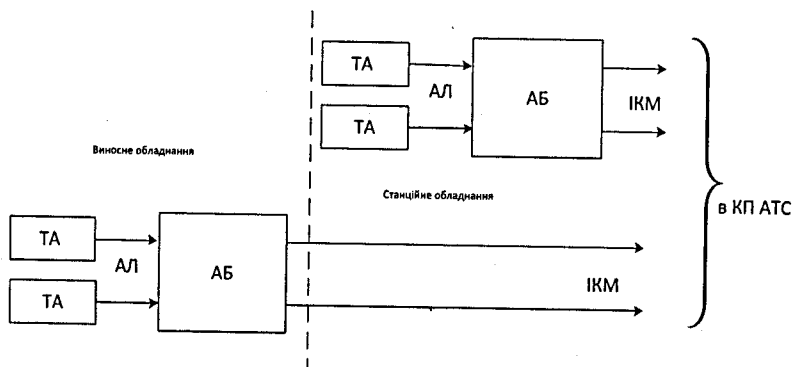 ТА
АЛ
АБ
ІКМ
ТА
Виносне обладнання
Станційне обладнання
в КП АТС
ТА
АЛ
АБ
ІКМ
ТА